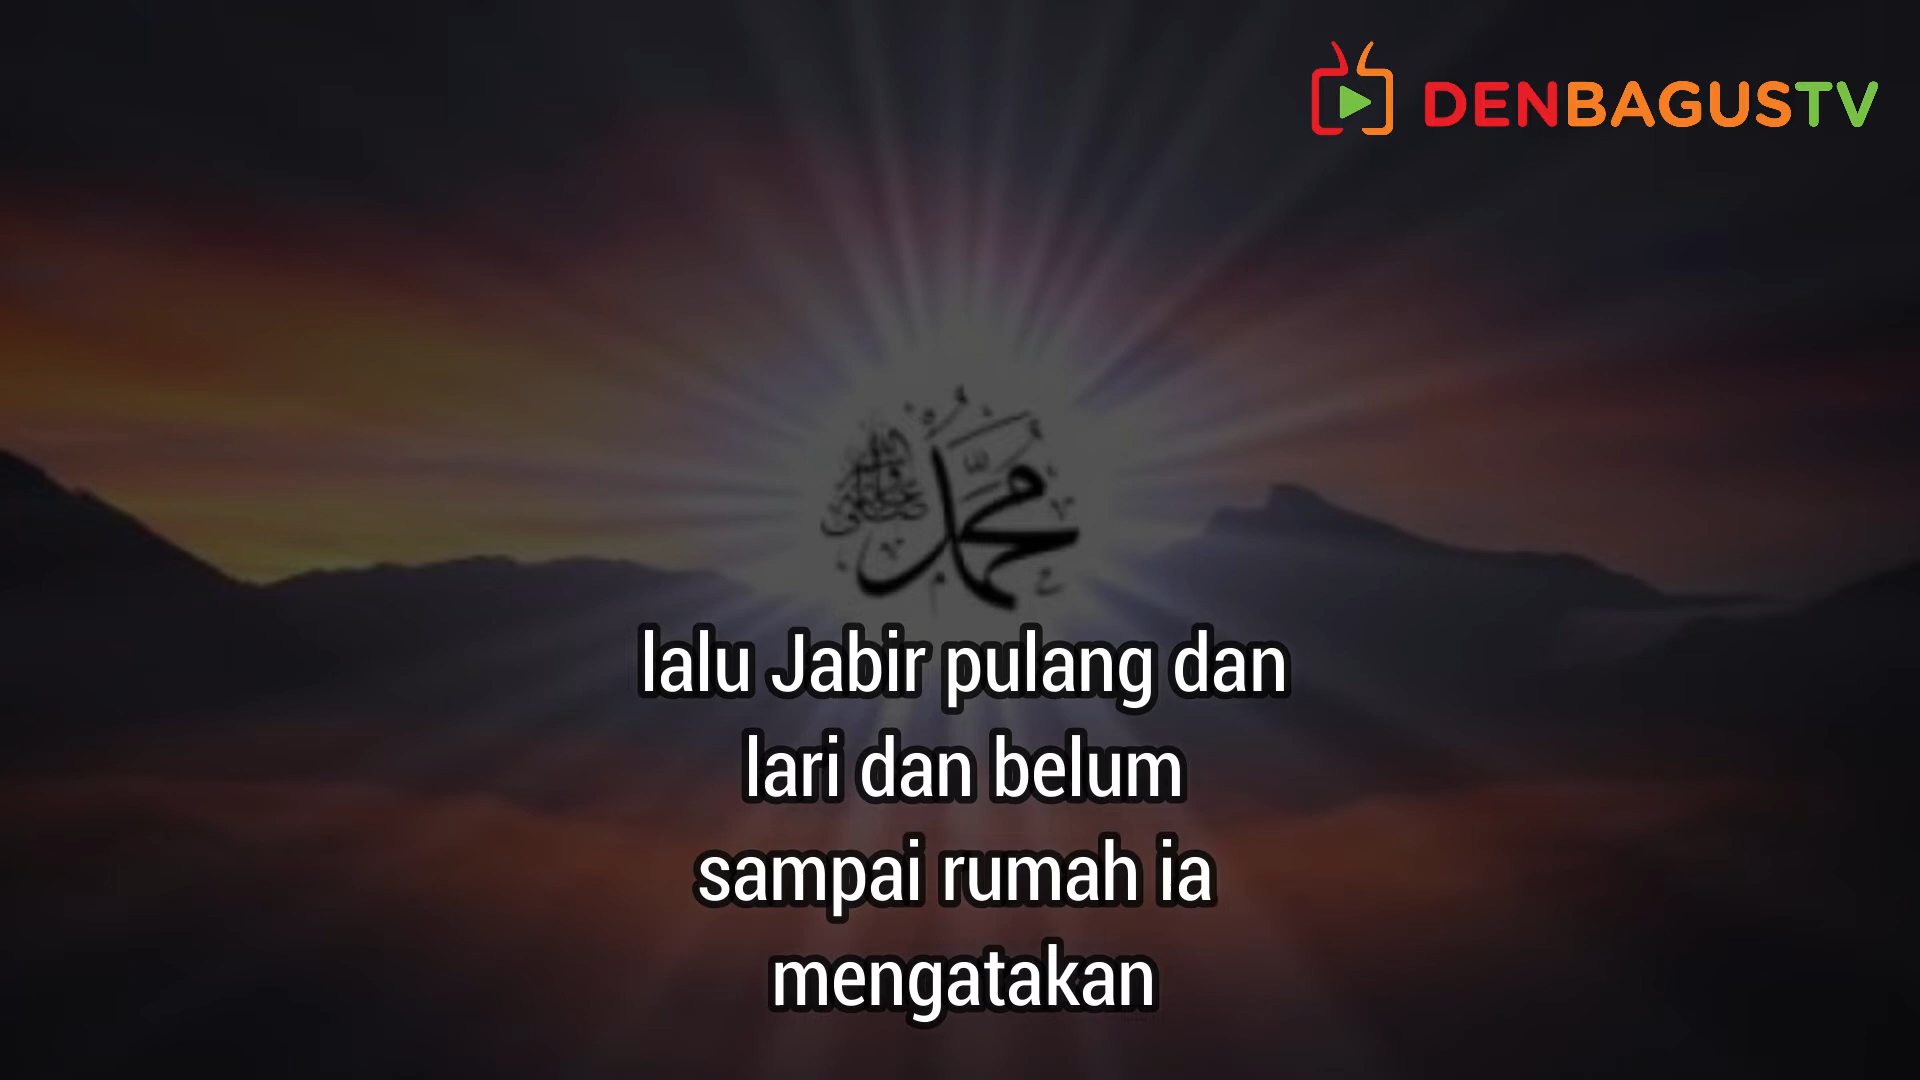 DENBAGUSTV
محمد
lalu Jabir pulang dan
lari dan belum
sampai rumah ia
mengatakan